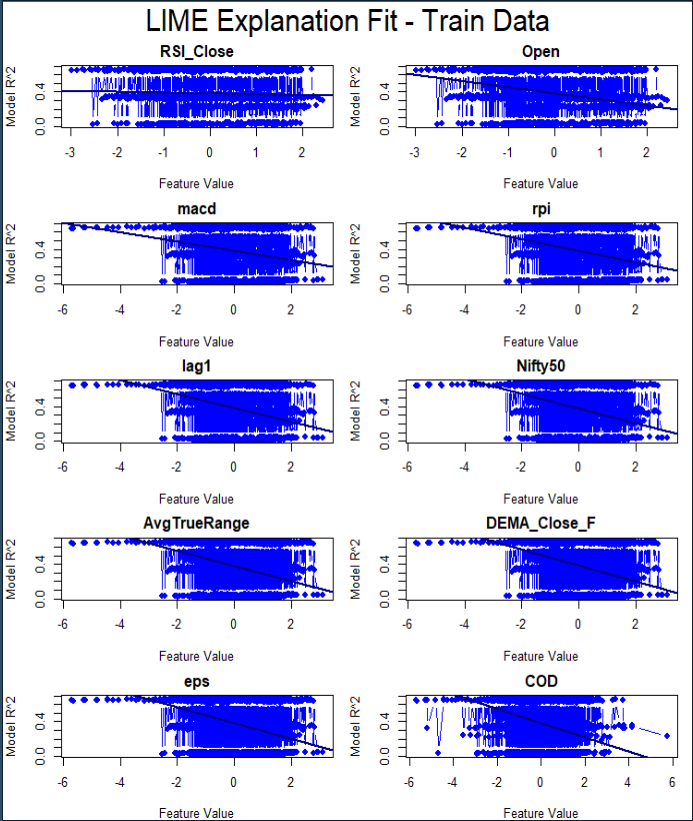 LIME Explanation Fit - Train Data
RSI_Close
Model R^2
0.0 0.4
-3 -2 -1 0 1 2
Feature Value
Open
Model R^2
0.0 0.4
-3 -2 -1 0 1 2
Feature Value
macd
Model R^2
0.0 0.4
-6 -4 -2 0 2
Feature Value
rpi
Model R^2
0.0 0.4
-6 -4 -2 0 2
Feature Value
lag1
Model R^2
0.0 0.4
-6 -4 -2 0 2
Feature Value
Nifty50
Model R^2
0.0 0.4
-6 -4 -2 0 2
Feature Value
AvgTrueRange
Model R^2
0.0 0.4
-6 -4 -2 0 2
Feature Value
DEMA_Close_F
Model R^2
0.0 0.4
-6 -4 -2 0 2
Feature Value
eps
Model R^2
0.0 0.4
-6 -4 -2 0 2
Feature Value
COD
Model R^2
0.0 0.4
-6 -4 -2 0 2 4 6
Feature Value